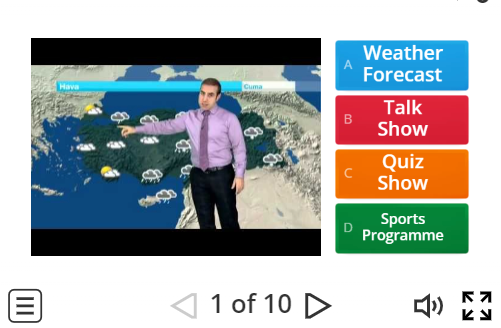 Hava
Cuma
A Weather
Forecast
B Talk
Show
C Quiz
Show
D Sports
Programme
1 of 10